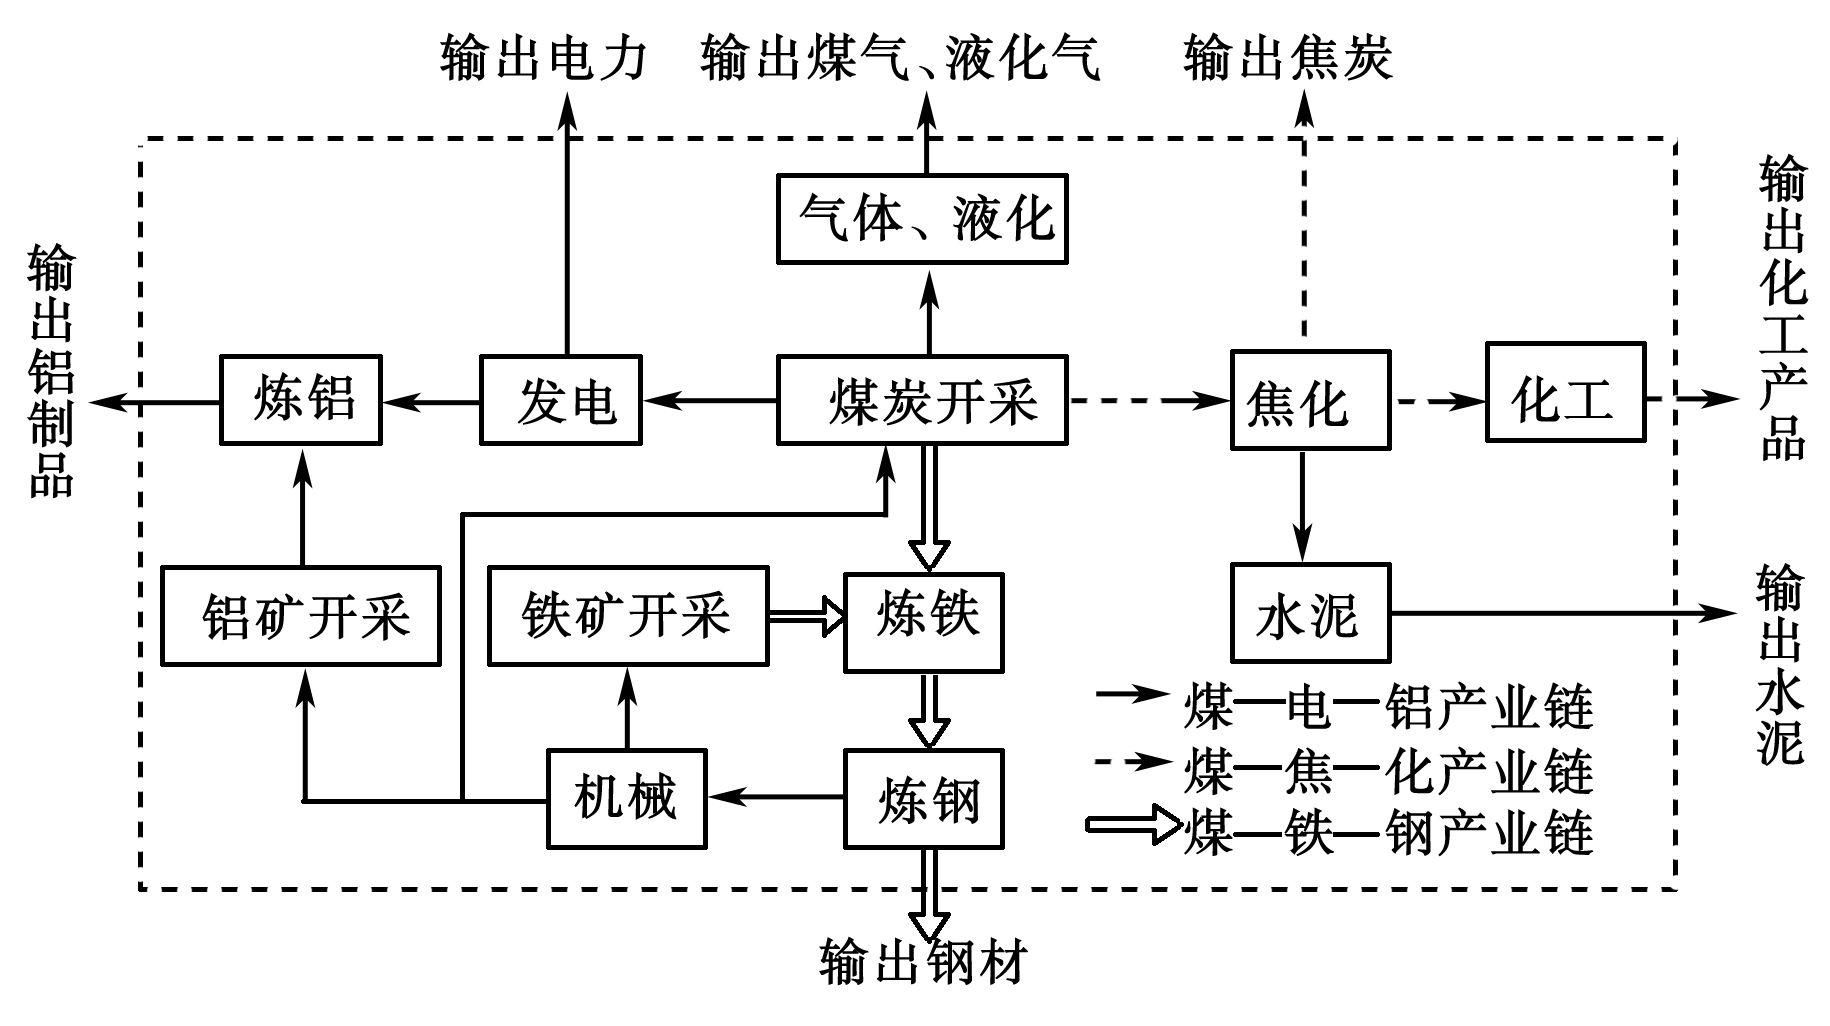 输出电力
输出煤气、液化气
输出焦炭
气体、液化
输出化工产品
输出铝制品
炼铝
发电
煤炭开采
焦化
化工
铝矿开采
铁矿开采
炼铁
水泥
输出水泥
煤—电—铝产业链
煤—焦—化产业链
煤—铁—钢产业链
机械
炼钢
输出钢材